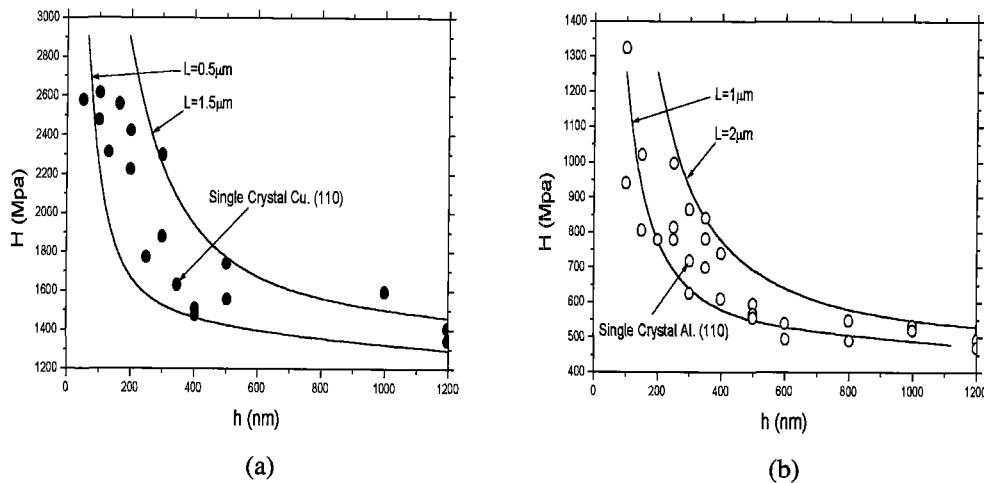 3000
2800
2600
2400
2200
2000
1800
1600
1400
1200
H (Mpa)
0
200
400
600
800
1000
1200
h (nm)
L=0.5μm
L=1.5μm
Single Crystal Cu. (110)
(a)
1400
1300
1200
1100
1000
900
800
700
600
500
400
H (Mpa)
0
200
400
600
800
1000
1200
h (nm)
L=1μm
L=2μm
Single Crystal Al. (110)
(b)